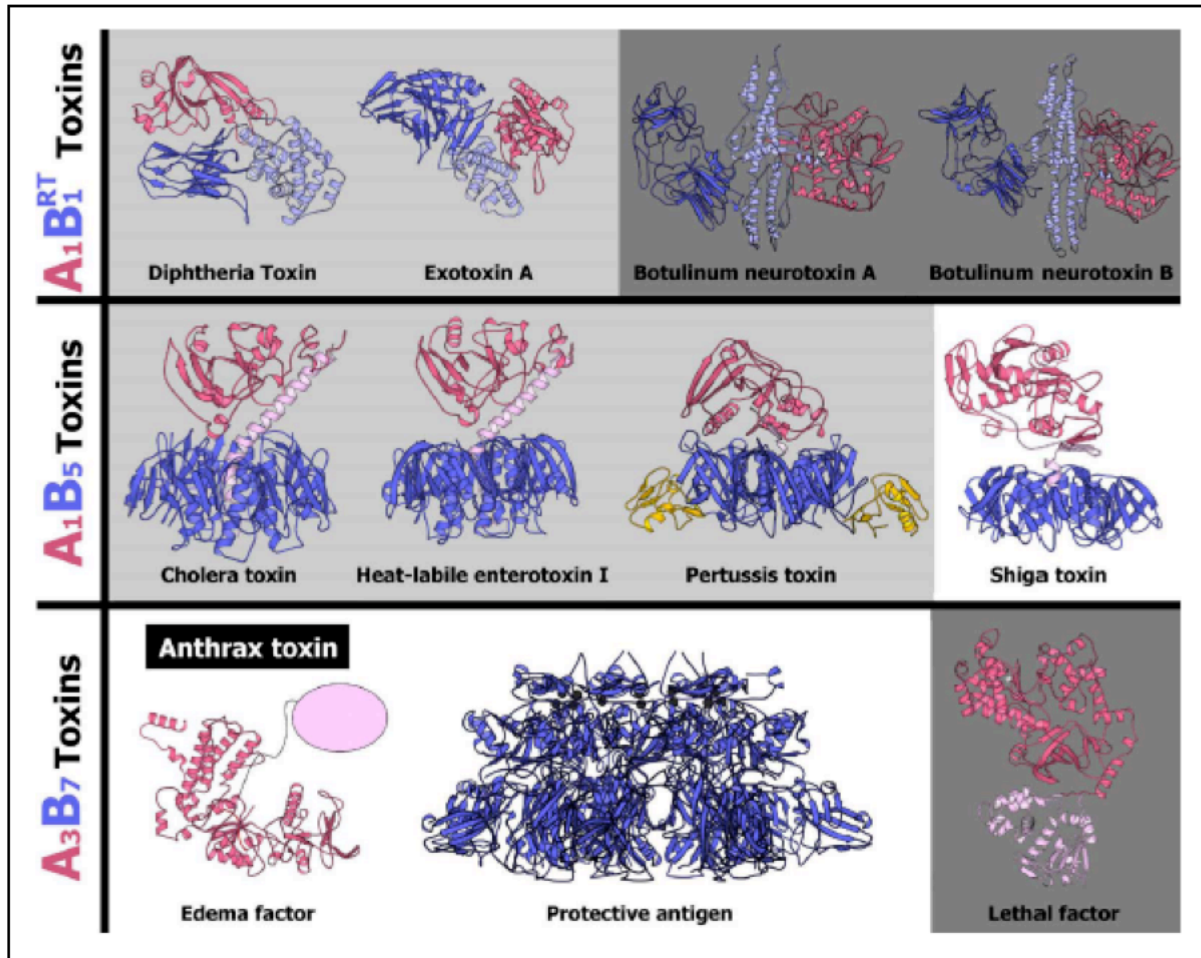 A₁B₁ᴿᵀ Toxins
Diphtheria Toxin
Exotoxin A
Botulinum neurotoxin A
Botulinum neurotoxin B
A₁B₅ Toxins
Cholera toxin
Heat-labile enterotoxin I
Pertussis toxin
Shiga toxin
A₃B₇ Toxins
Anthrax toxin
Edema factor
Protective antigen
Lethal factor